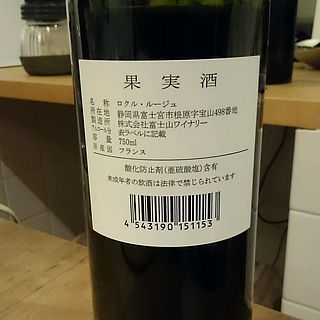 果実酒
名称 ロクル・ルージュ
所在地 静岡県富士宮市根原字宝山498番地
製造所 株式会社富士山ワイナリー
アルコール分 表ラベルに記載
容量 750ml
原産国 フランス
酸化防止剤(亜硫酸塩)含有
未成年者の飲酒は法律で禁じられています
4 543190 151153